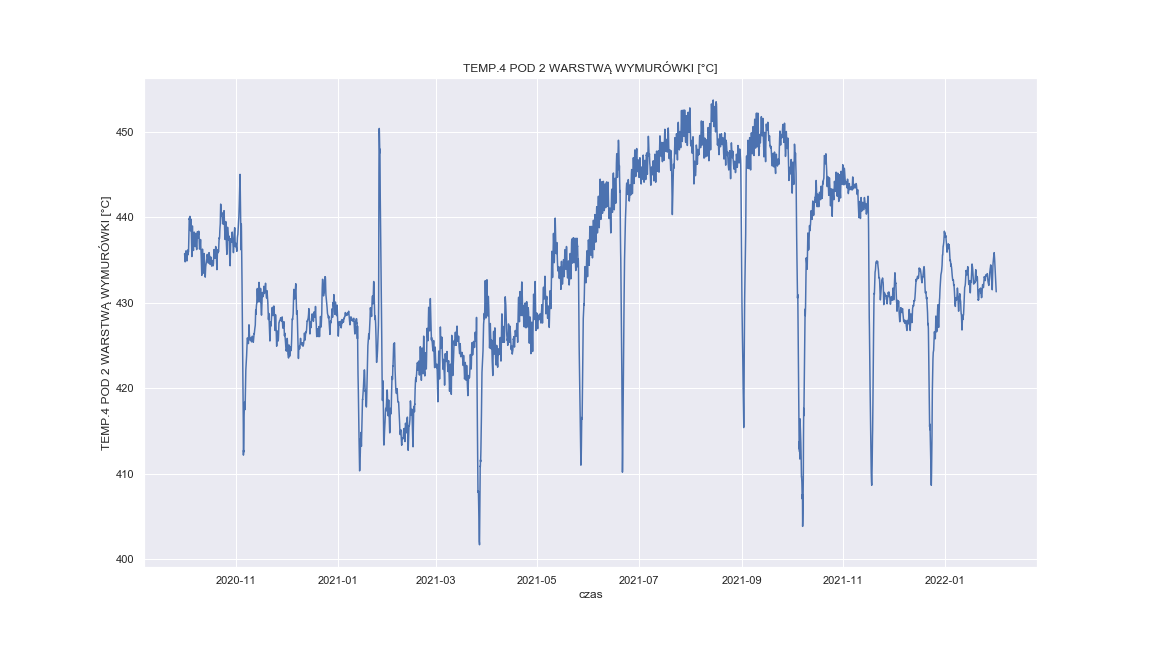 TEMP.4 POD 2 WARSTWĄ WYMURÓWKI [°C]
TEMP.4 POD 2 WARSTWĄ WYMURÓWKI [°C]
450
440
430
420
410
400
2020-11 2021-01 2021-03 2021-05 2021-07 2021-09 2021-11 2022-01
czas